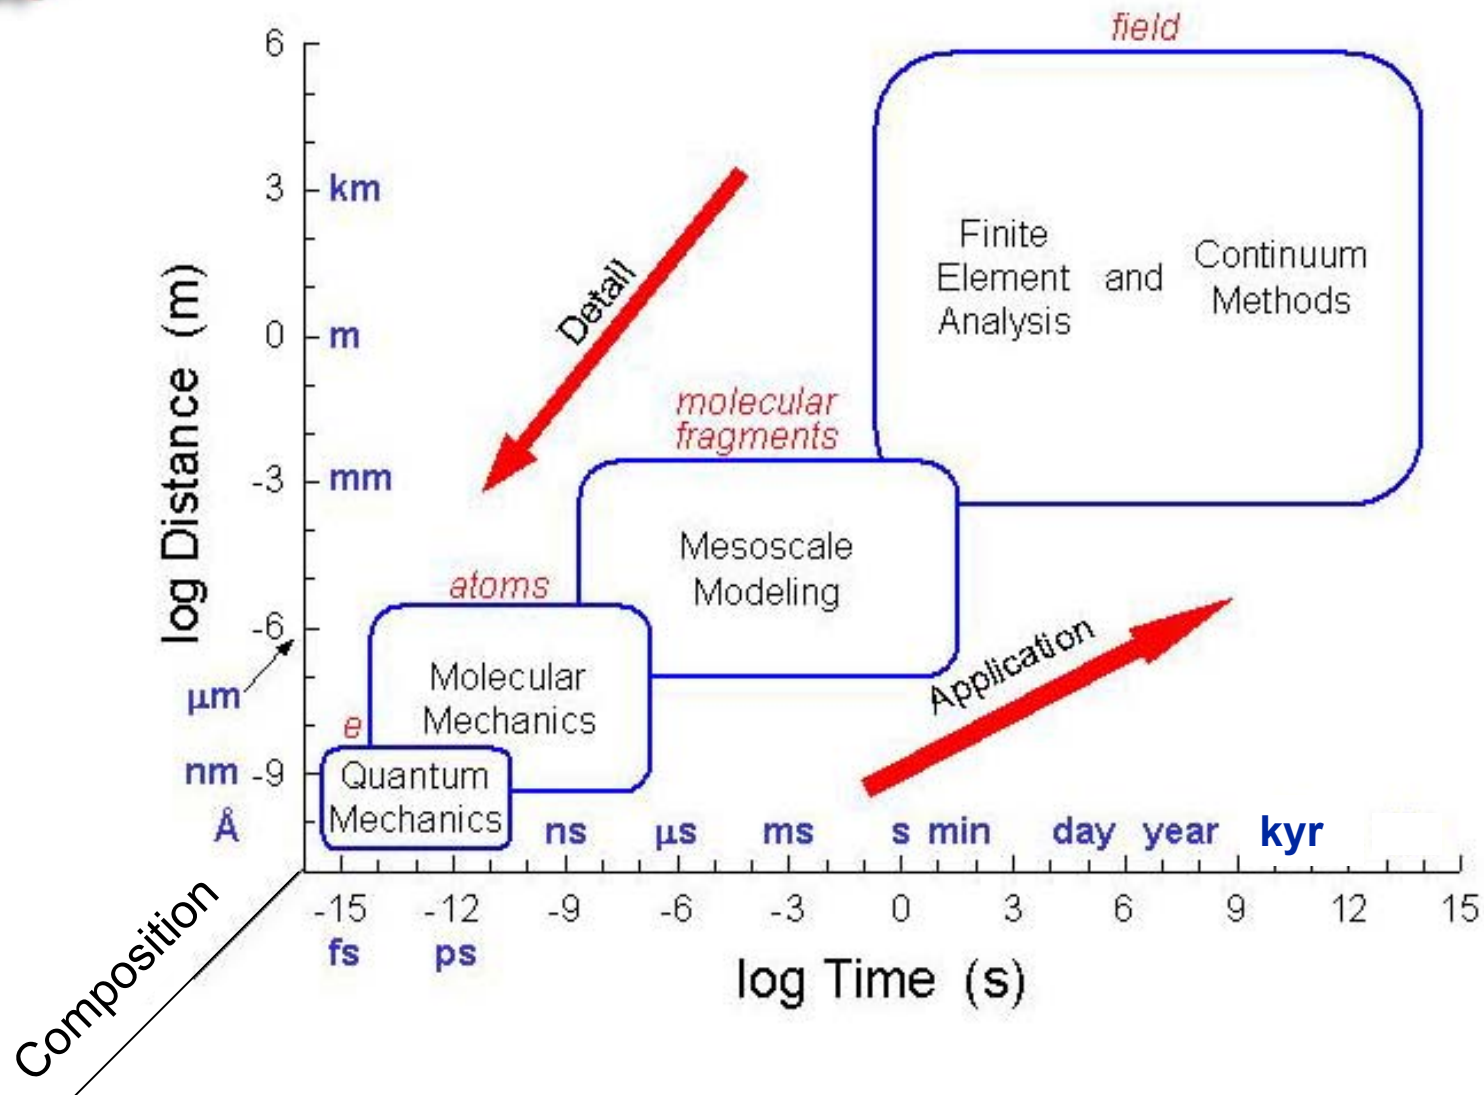 field
6
3 km
0 m
-3 mm
-6
μm
nm -9
Å
log Distance (m)
Detail
Finite
Element
Analysis
and
Continuum
Methods
molecular
fragments
Mesoscale
Modeling
atoms
Molecular
Mechanics
e
Quantum
Mechanics
Application
ns μs ms s min day year kyr
-15 -12 -9 -6 -3 0 3 6 9 12 15
fs ps
log Time (s)
Composition